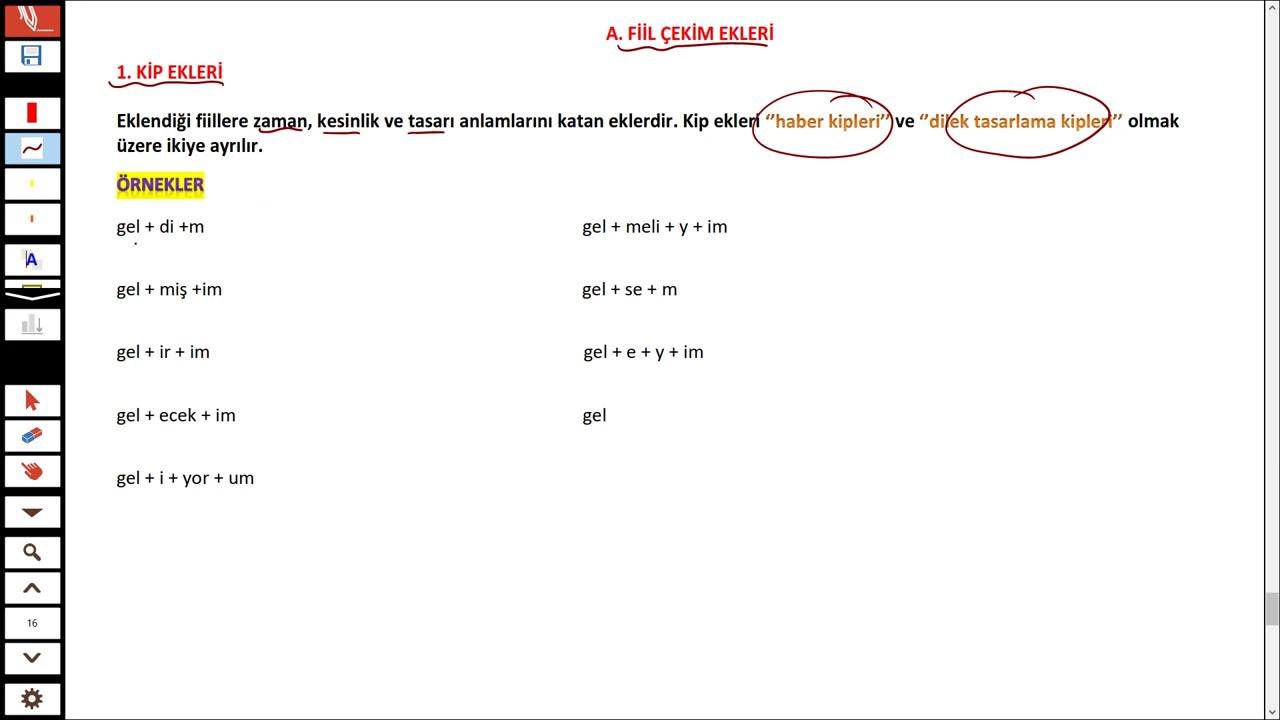 A. FİİL ÇEKİM EKLERİ
1. KİP EKLERİ
Eklendiği fiillere zaman, kesinlik ve tasarı anlamlarını katan eklerdir. Kip ekleri ‘’haber kipleri’’ ve ‘’dilek tasarlama kipleri’’ olmak
üzere ikiye ayrılır.
ÖRNEKLER
gel + di +m
gel + miş +im
gel + ir + im
gel + ecek + im
gel + i + yor + um
gel + meli + y + im
gel + se + m
gel + e + y + im
gel
A
16